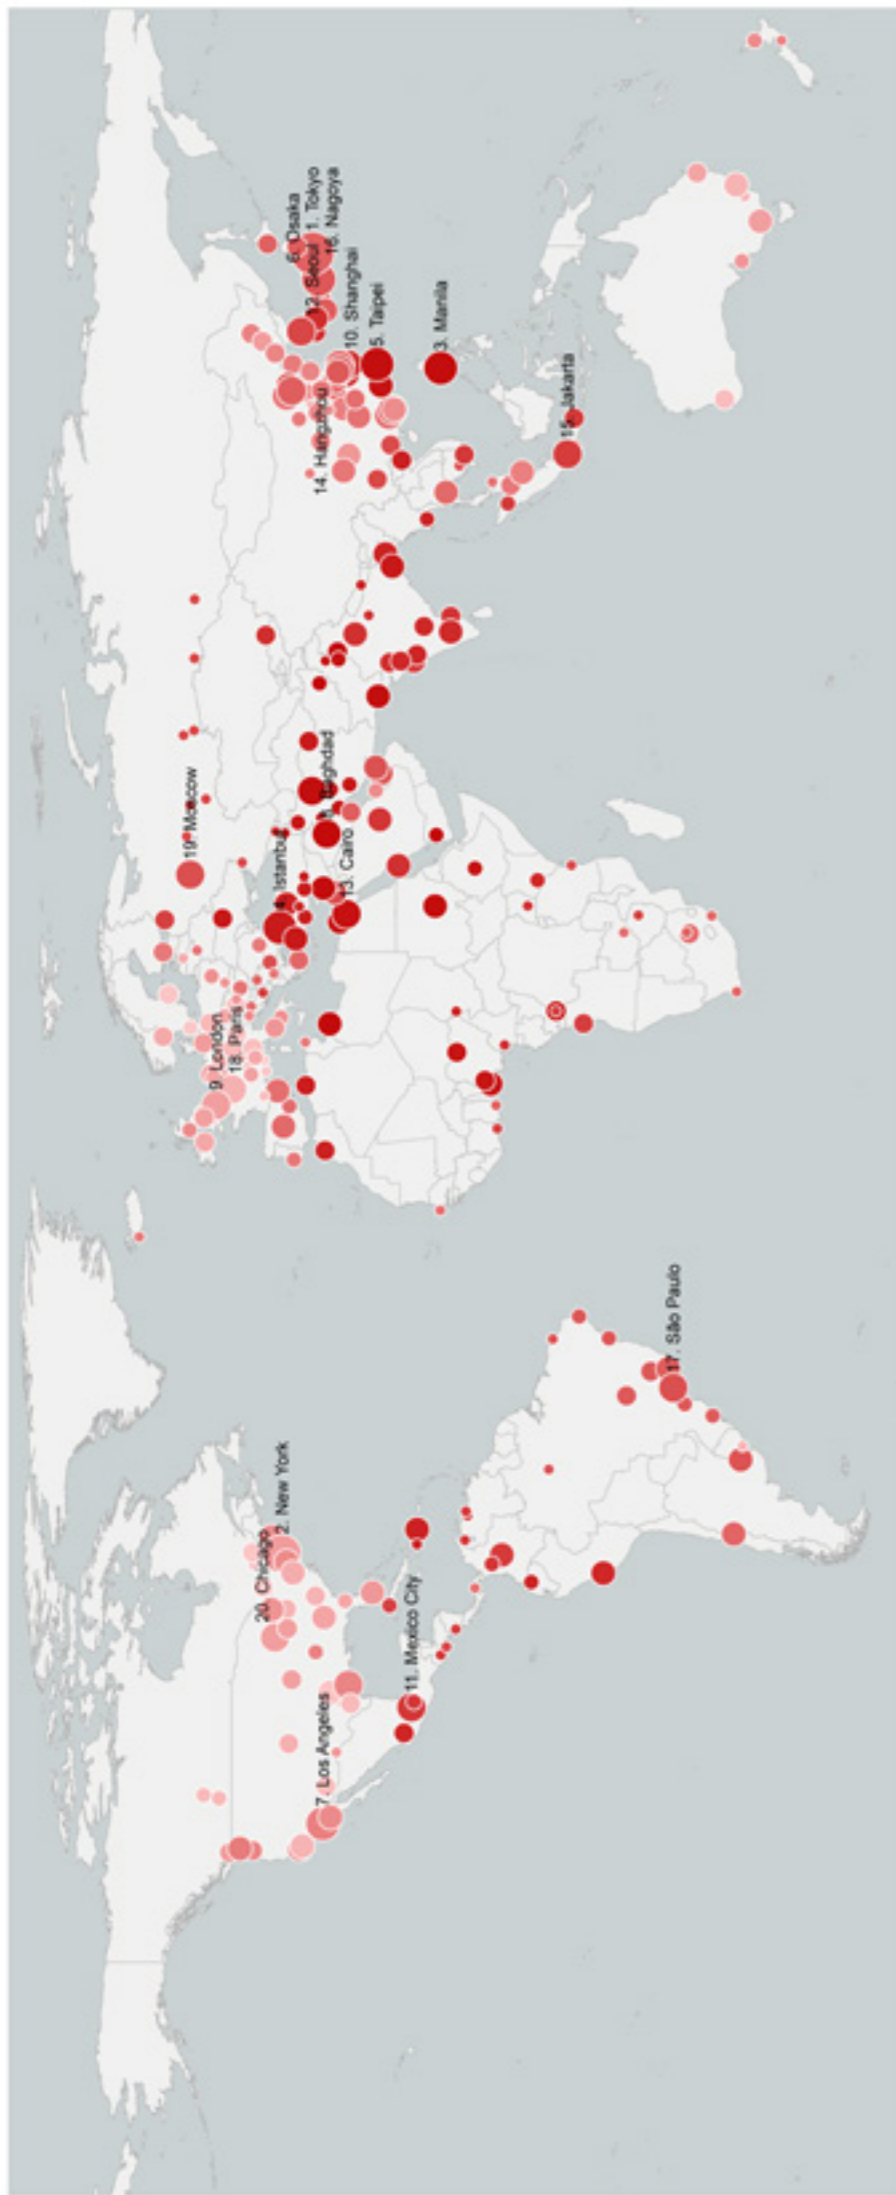 20. Chicago
2. New York
7. Los Angeles
11. Mexico City
17. São Paulo
9. London
18. Paris
19. Moscow
4. Istanbul
Baghdad
13. Cairo
14. Hangzhou
6. Osaka
1. Tokyo
16. Nagoya
12. Seoul
10. Shanghai
5. Taipei
3. Manila
15. Jakarta